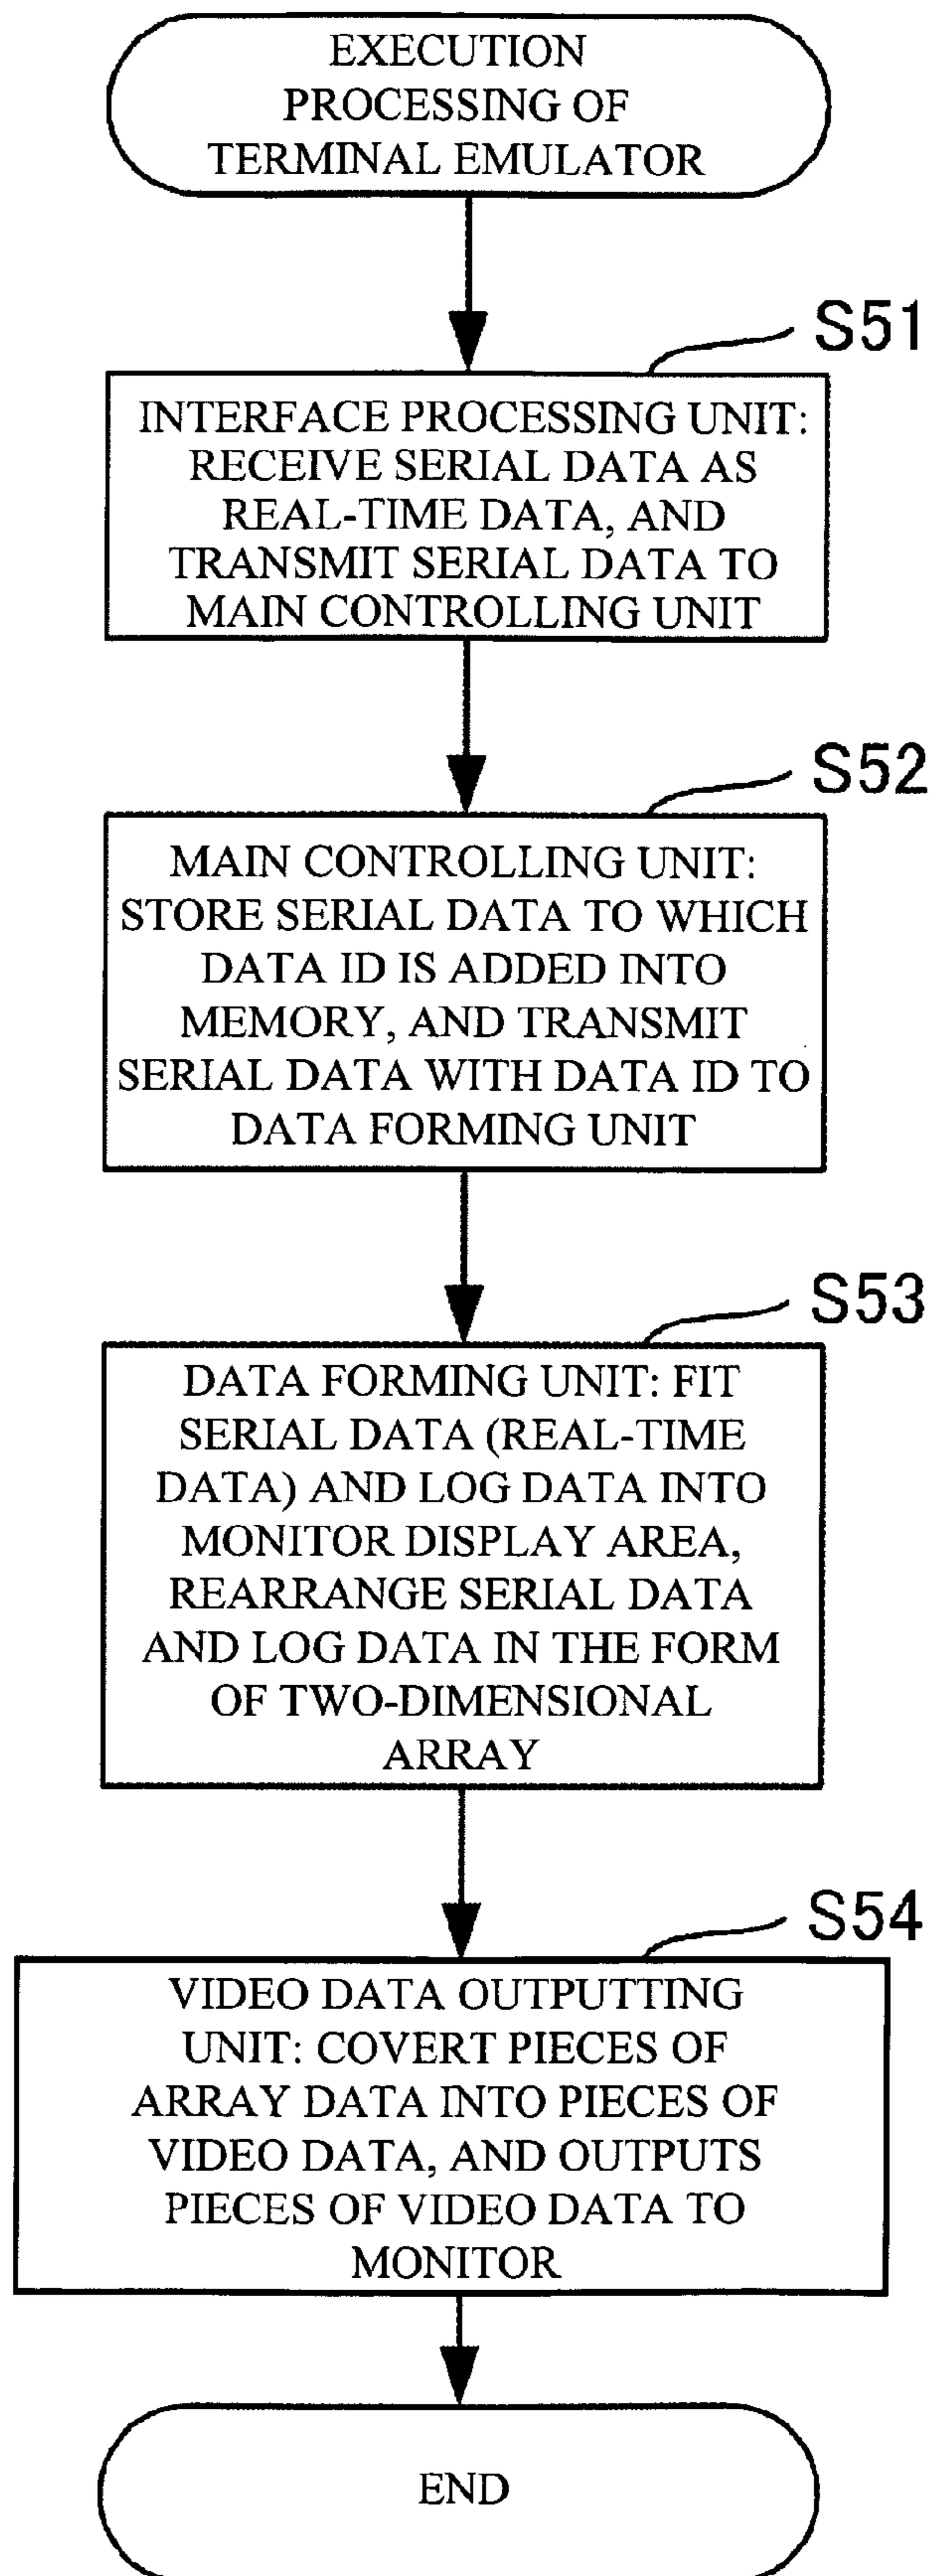 EXECUTION
PROCESSING OF
TERMINAL EMULATOR
S51
INTERFACE PROCESSING UNIT:
RECEIVE SERIAL DATA AS
REAL-TIME DATA, AND
TRANSMIT SERIAL DATA TO
MAIN CONTROLLING UNIT
S52
MAIN CONTROLLING UNIT:
STORE SERIAL DATA TO WHICH
DATA ID IS ADDED INTO
MEMORY, AND TRANSMIT
SERIAL DATA WITH DATA ID TO
DATA FORMING UNIT
S53
DATA FORMING UNIT: FIT
SERIAL DATA (REAL-TIME
DATA) AND LOG DATA INTO
MONITOR DISPLAY AREA,
REARRANGE SERIAL DATA
AND LOG DATA IN THE FORM
OF TWO-DIMENSIONAL
ARRAY
S54
VIDEO DATA OUTPUTTING
UNIT: COVERT PIECES OF
ARRAY DATA INTO PIECES OF
VIDEO DATA, AND OUTPUTS
PIECES OF VIDEO DATA TO
MONITOR
END